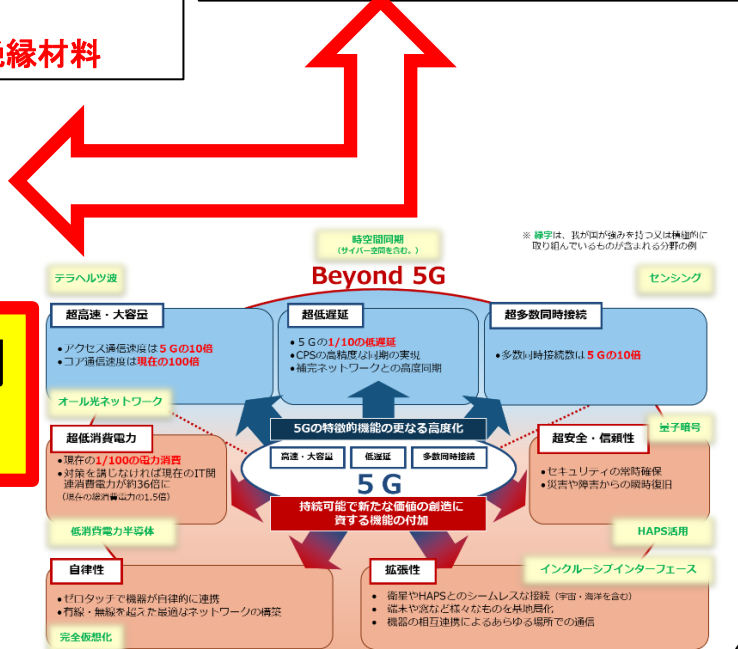 縁材料
時空間同期
(サイバー空間を含む。)
※ 緑字は、我が国が強みを持つ又は積極的に
取り組んでいるものが含まれる分野の例
テラヘルツ波
Beyond 5G
センシング
超高速・大容量
•アクセス通信速度は５Ｇの10倍
•コア通信速度は現在の100倍
超低遅延
•５Ｇの1/10の低遅延
•CPSの高精度な同期の実現
•補完ネットワークとの高度同期
超多数同時接続
•多数同時接続数は５Ｇの10倍
オール光ネットワーク
5Gの特徴的機能の更なる高度化
量子暗号
超低消費電力
•現在の1/100の電力消費
•対策を講じなければ現在のIT関
連消費電力が約36倍に
(現在の総消費電力の1.5倍)
高速・大容量
低遅延
多数同時接続
５Ｇ
持続可能で新たな価値の創造に
資する機能の付加
超安全・信頼性
•セキュリティの常時確保
•災害や障害からの瞬時復旧
低消費電力半導体
HAPS活用
自律性
•ゼロタッチで機器が自律的に連携
•有線・無線を超えた最適なネットワークの構築
完全仮想化
拡張性
インクルーシブインターフェース
• 衛星やHAPSとのシームレスな接続（宇宙・海洋を含む）
• 端末や窓など様々なものを基地局化
• 機器の相互連携によるあらゆる場所での通信